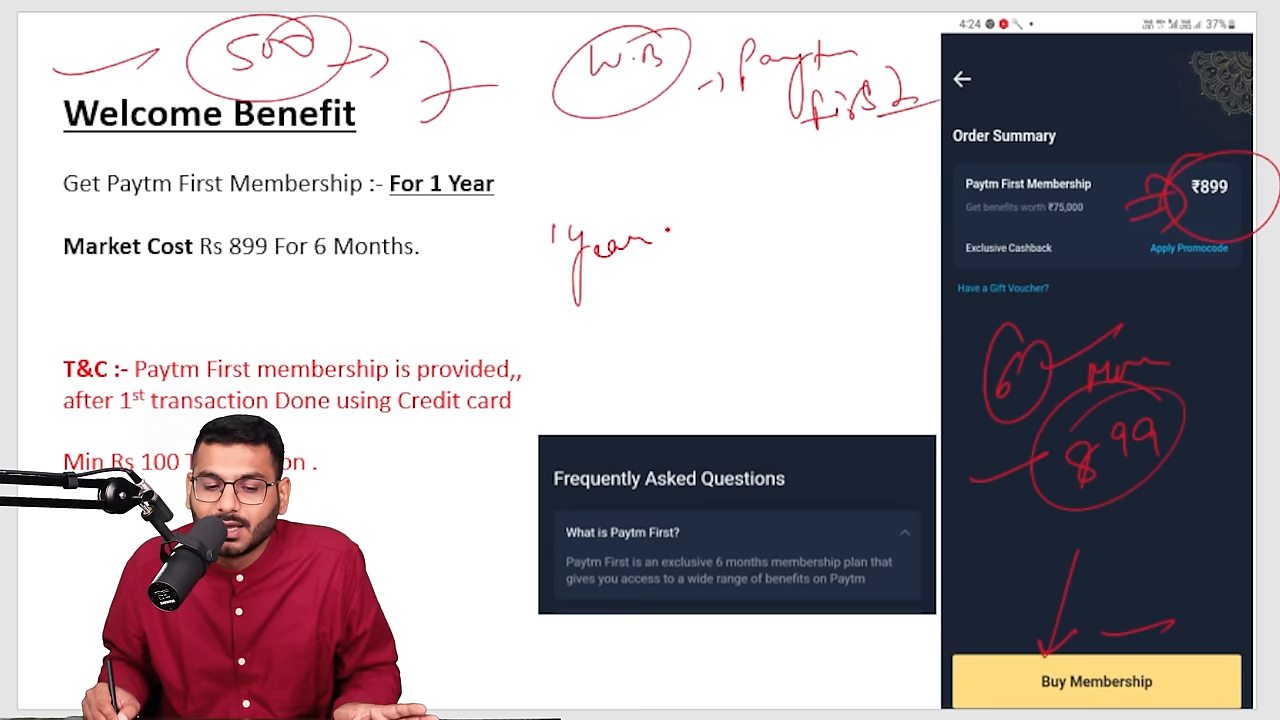 500
W.B → Paytm
first
Welcome Benefit
Get Paytm First Membership :- For 1 Year
Market Cost Rs 899 For 6 Months.
1 Year.
T&C :- Paytm First membership is provided,,
after 1st transaction Done using Credit card
Min Rs 100
Frequently Asked Questions
What is Paytm First?
Paytm First is an exclusive 6 months membership plan that
gives you access to a wide range of benefits on Paytm
4:24
37%
Order Summary
Paytm First Membership
₹899
Get benefits worth ₹75,000
Exclusive Cashback
Apply Promocode
Have a Gift Voucher?
6
899
Buy Membership